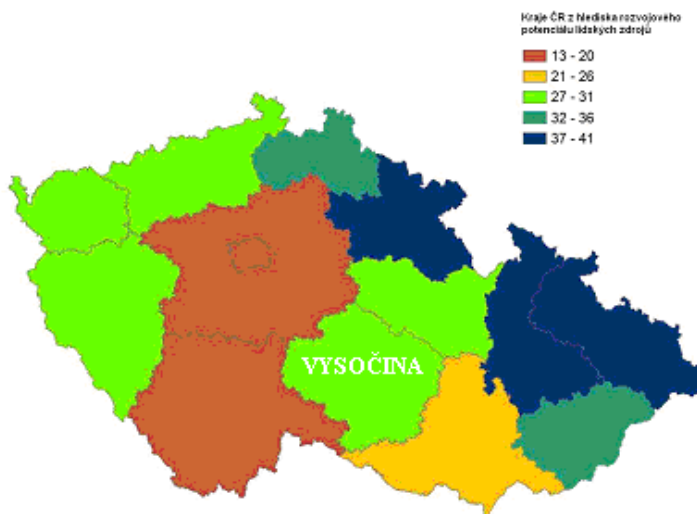 Kraje ČR z hlediska rozvojového
potenciálu lidských zdrojů
13 - 20
21 - 26
27 - 31
32 - 36
37 - 41
VYSOČINA